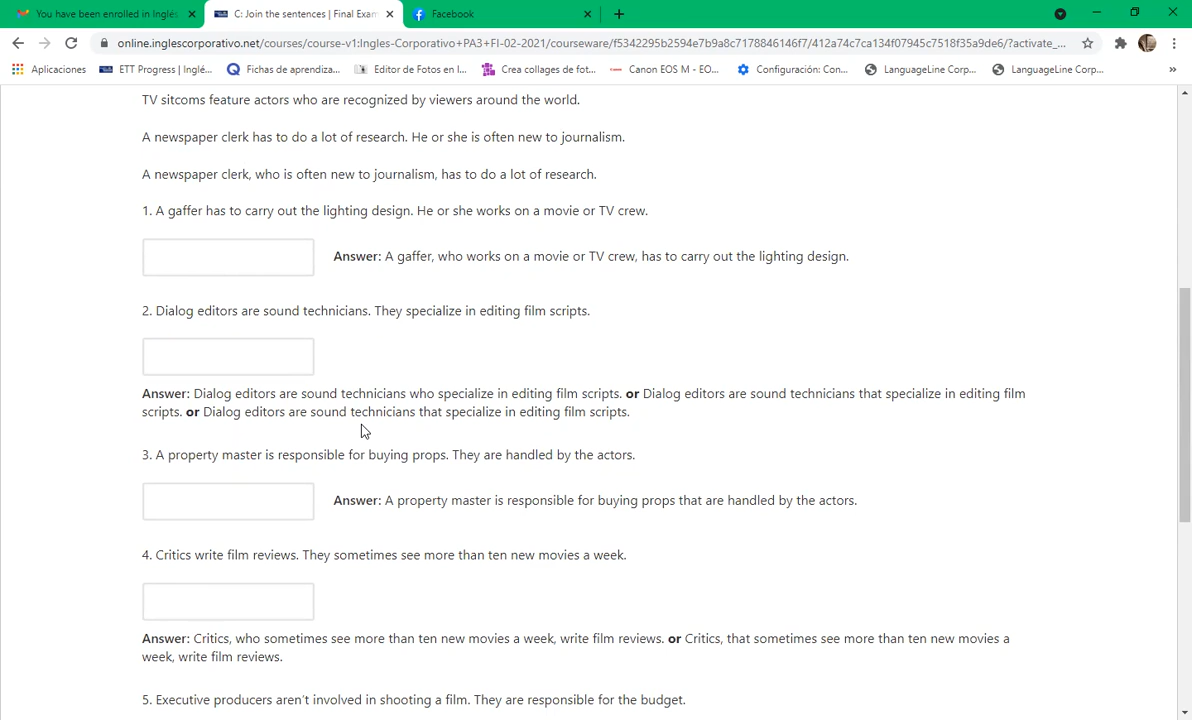 You have been enrolled in Inglés
C: Join the sentences | Final Exam
Facebook
online.inglescorporativo.net/courses/course-v1:Ingles-Corporativo+PA3+FI-02-2021/courseware/f5342295b2594e7b9a8c7178846146f7/412a74c7ca134f07945c7518f35a9de6/?activate_...
Aplicaciones
ETT Progress | Inglé...
Fichas de aprendiza...
Editor de Fotos en l...
Crea collages de fot...
Canon EOS M - EO...
Configuración: Con...
LanguageLine Corp...
LanguageLine Corp...
TV sitcoms feature actors who are recognized by viewers around the world.
A newspaper clerk has to do a lot of research. He or she is often new to journalism.
A newspaper clerk, who is often new to journalism, has to do a lot of research.
1. A gaffer has to carry out the lighting design. He or she works on a movie or TV crew.
Answer: A gaffer, who works on a movie or TV crew, has to carry out the lighting design.
2. Dialog editors are sound technicians. They specialize in editing film scripts.
Answer: Dialog editors are sound technicians who specialize in editing film scripts. or Dialog editors are sound technicians that specialize in editing film
scripts. or Dialog editors are sound technicians that specialize in editing film scripts.
3. A property master is responsible for buying props. They are handled by the actors.
Answer: A property master is responsible for buying props that are handled by the actors.
4. Critics write film reviews. They sometimes see more than ten new movies a week.
Answer: Critics, who sometimes see more than ten new movies a week, write film reviews. or Critics, that sometimes see more than ten new movies a
week, write film reviews.
5. Executive producers aren't involved in shooting a film. They are responsible for the budget.